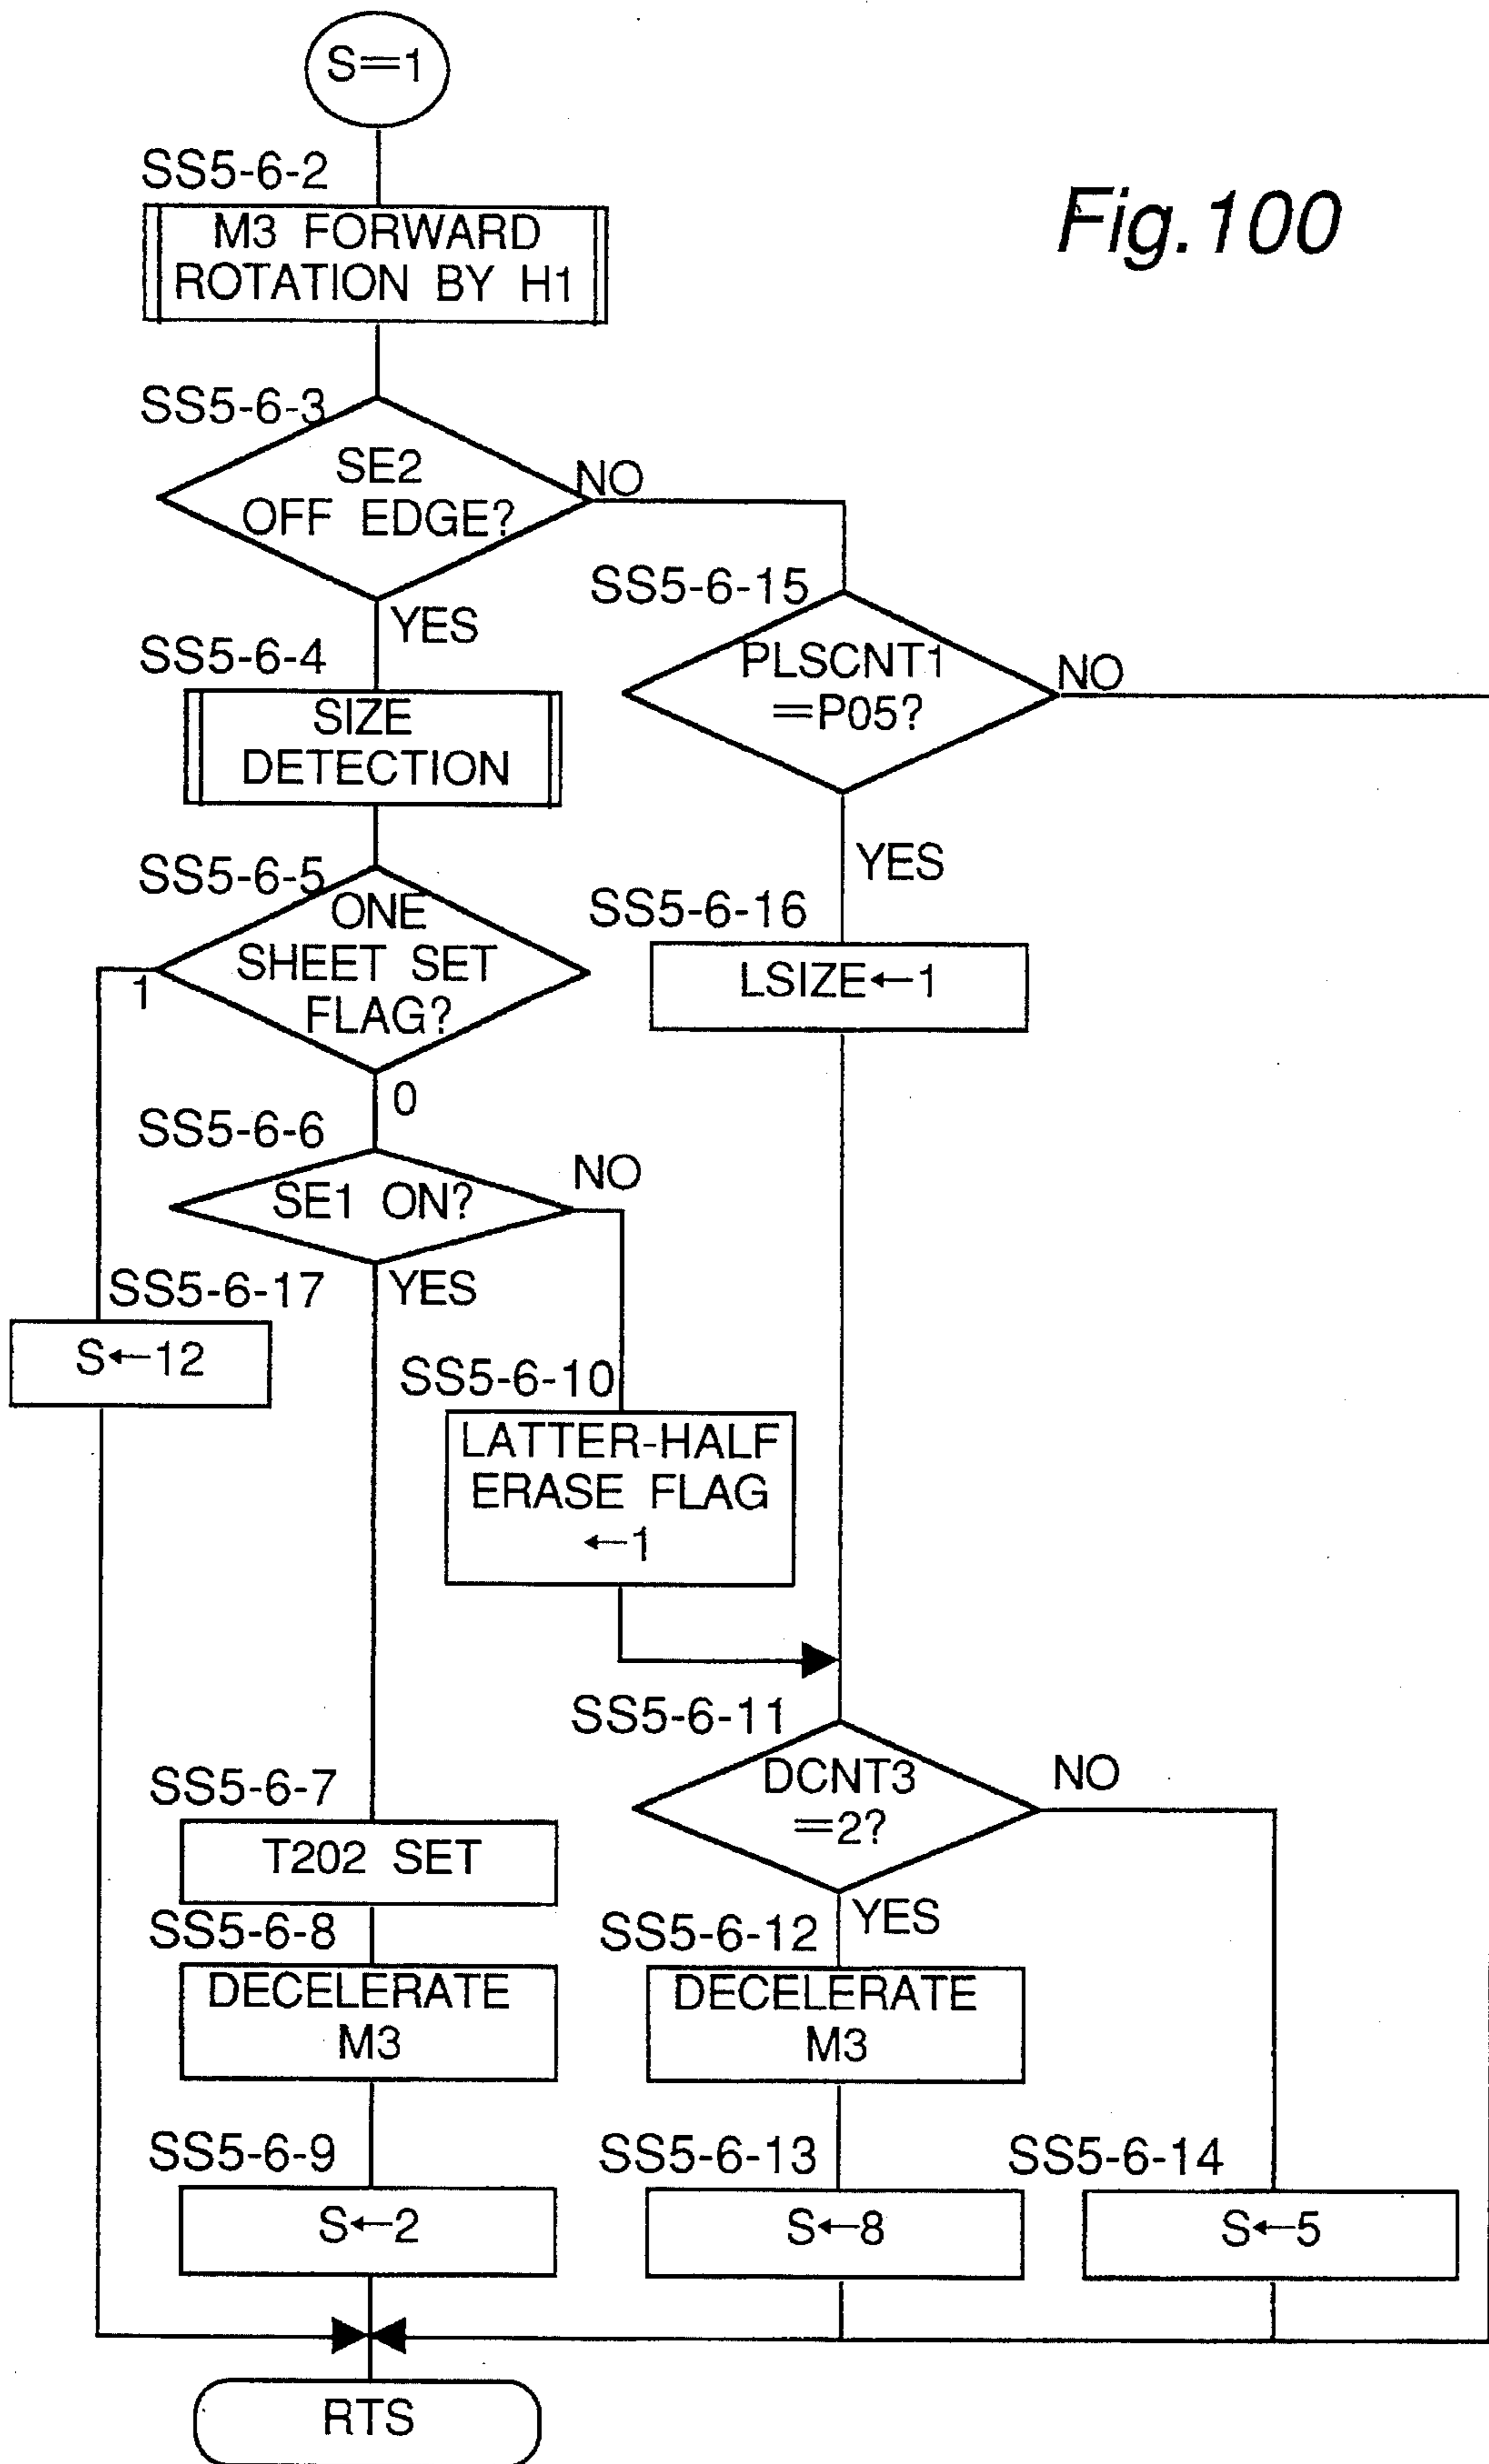 S=1
Fig.100
SS5-6-2
M3 FORWARD
ROTATION BY H1
SS5-6-3
SE2
OFF EDGE?
NO
YES
SS5-6-15
PLSCNT1
=P05?
NO
YES
SS5-6-4
SIZE
DETECTION
SS5-6-16
LSIZE←1
SS5-6-5
ONE
SHEET SET
FLAG?
1
0
SS5-6-6
SE1 ON?
NO
YES
SS5-6-17
S←12
SS5-6-10
LATTER-HALF
ERASE FLAG
←1
SS5-6-11
DCNT3
=2?
NO
YES
SS5-6-7
T202 SET
SS5-6-8
DECELERATE
M3
SS5-6-12
DECELERATE
M3
SS5-6-9
S←2
SS5-6-13
S←8
SS5-6-14
S←5
RTS